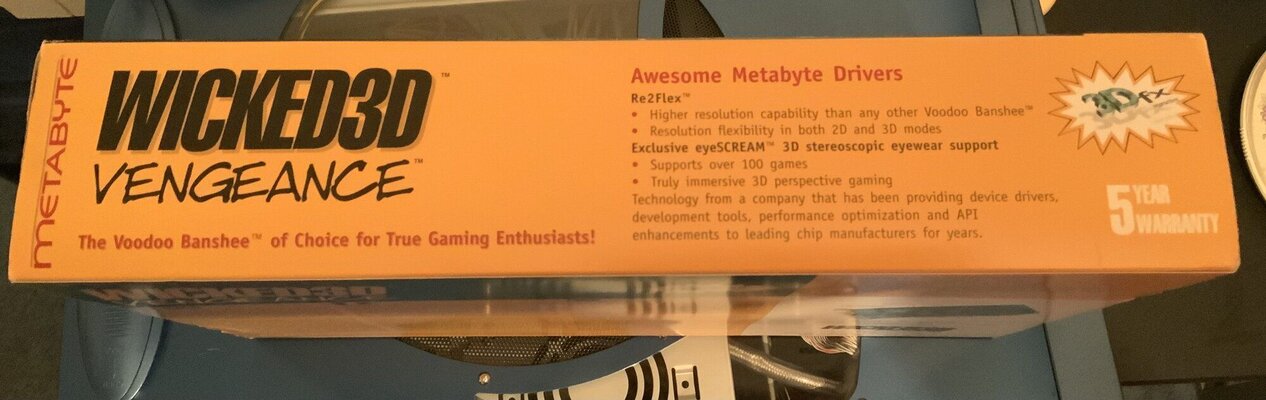 METABYTE
WICKED3D™
VENGEANCE™
The Voodoo Banshee™ of Choice for True Gaming Enthusiasts!
Awesome Metabyte Drivers
Re2Flex™
• Higher resolution capability than any other Voodoo Banshee™
• Resolution flexibility in both 2D and 3D modes
Exclusive eyeSCREAM™ 3D stereoscopic eyewear support
• Supports over 100 games
• Truly immersive 3D perspective gaming
Technology from a company that has been providing device drivers,
development tools, performance optimization and API
enhancements to leading chip manufacturers for years.
5 YEAR
WARRANTY
WICKED3D